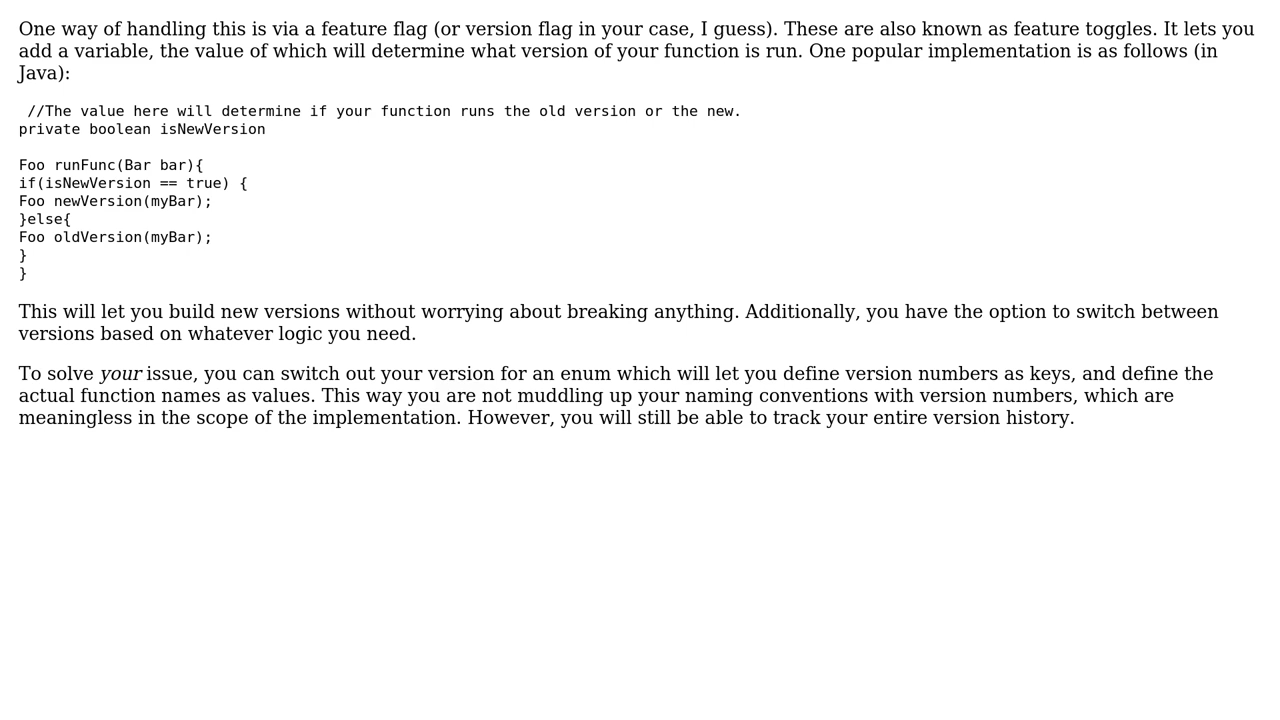 One way of handling this is via a feature flag (or version flag in your case, I guess). These are also known as feature toggles. It lets you
add a variable, the value of which will determine what version of your function is run. One popular implementation is as follows (in
Java):
//The value here will determine if your function runs the old version or the new.
private boolean isNewVersion
Foo runFunc(Bar bar){
if(isNewVersion == true) {
Foo newVersion(myBar);
}else{
Foo oldVersion(myBar);
}
}
This will let you build new versions without worrying about breaking anything. Additionally, you have the option to switch between
versions based on whatever logic you need.
To solve your issue, you can switch out your version for an enum which will let you define version numbers as keys, and define the
actual function names as values. This way you are not muddling up your naming conventions with version numbers, which are
meaningless in the scope of the implementation. However, you will still be able to track your entire version history.